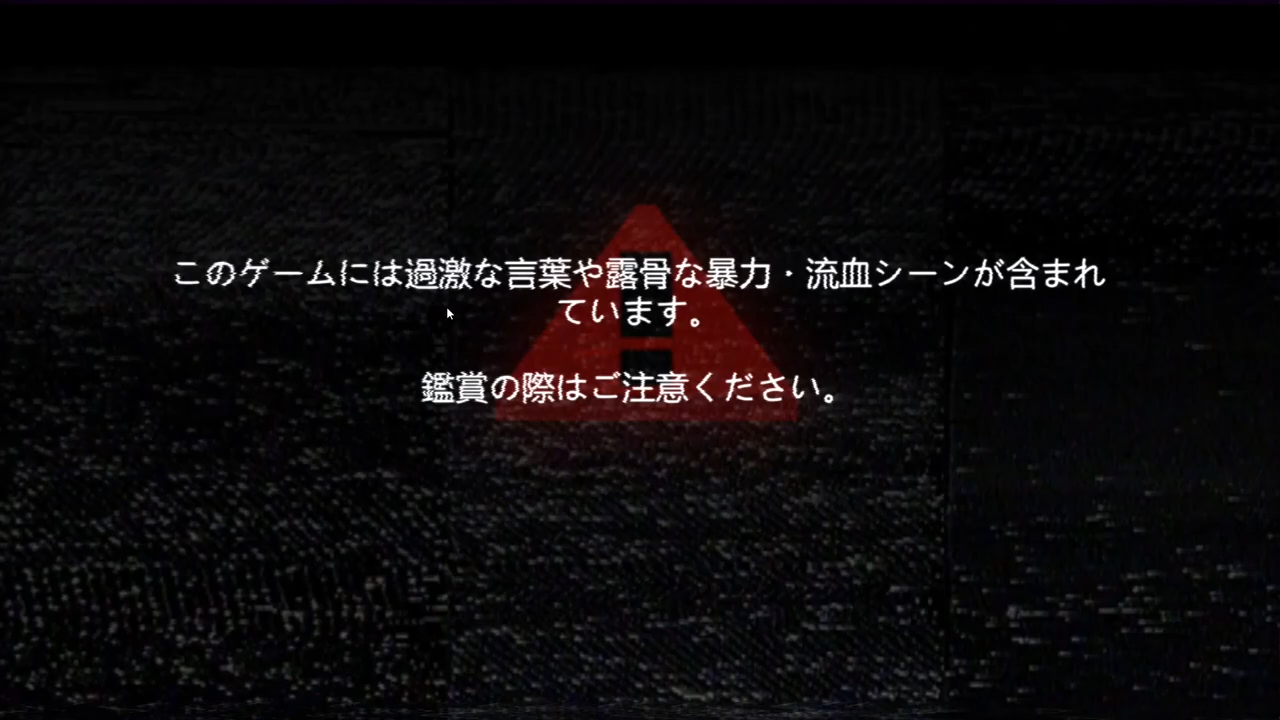 このゲームには過激な言葉や露骨な暴力・流血シーンが含まれ
ています。
鑑賞の際はご注意ください。